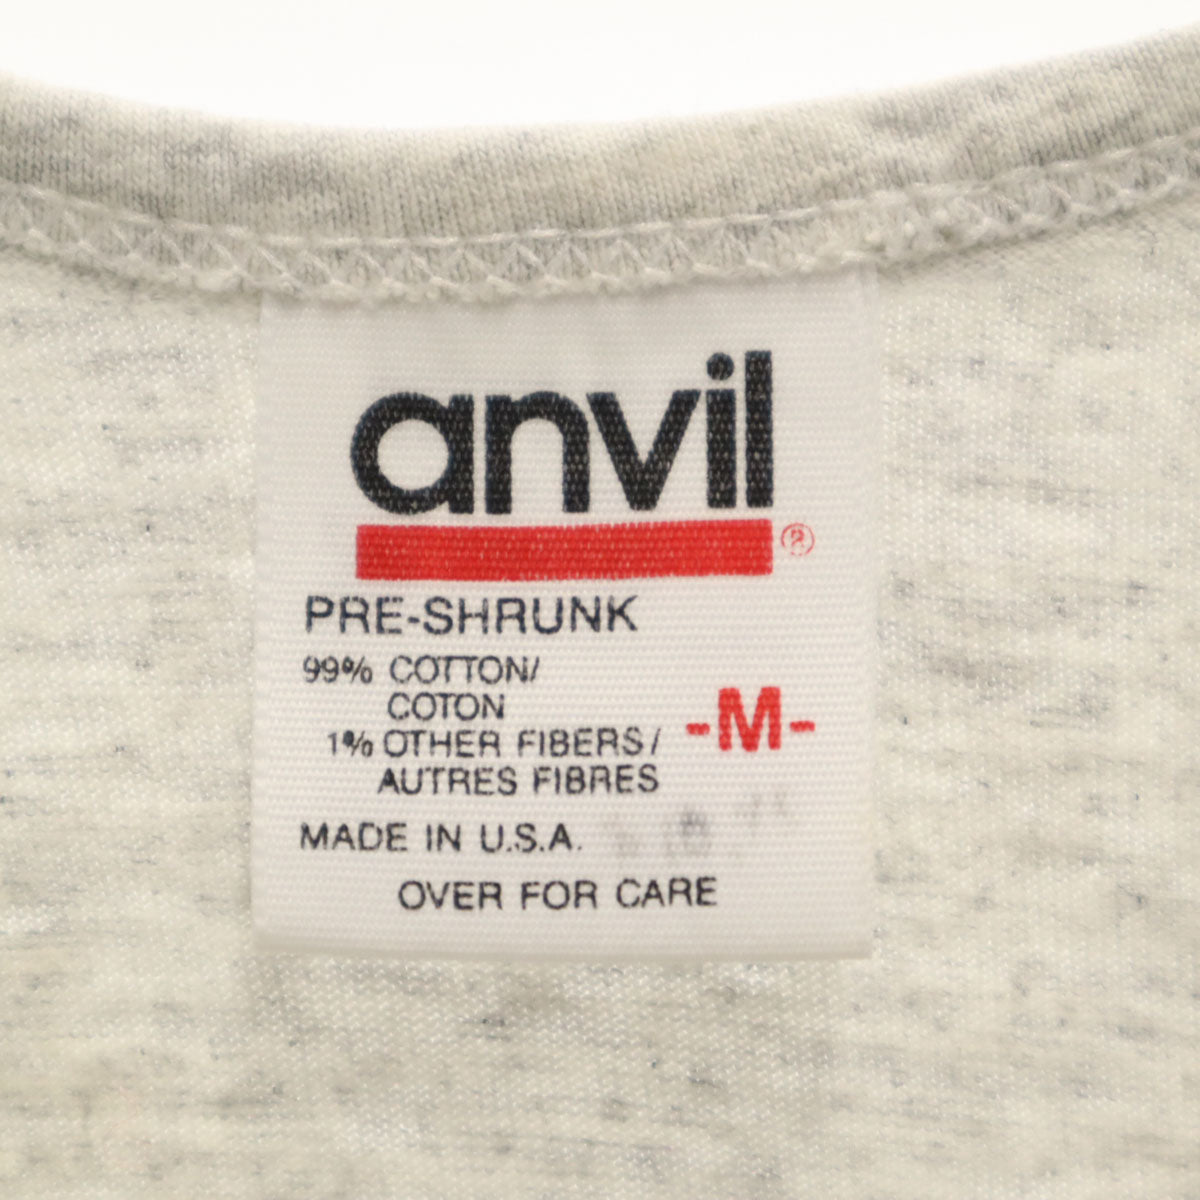 anvil®
PRE-SHRUNK
99% COTTON/
COTON
1% OTHER FIBERS/
AUTRES FIBRES
-M-
MADE IN U.S.A.
OVER FOR CARE